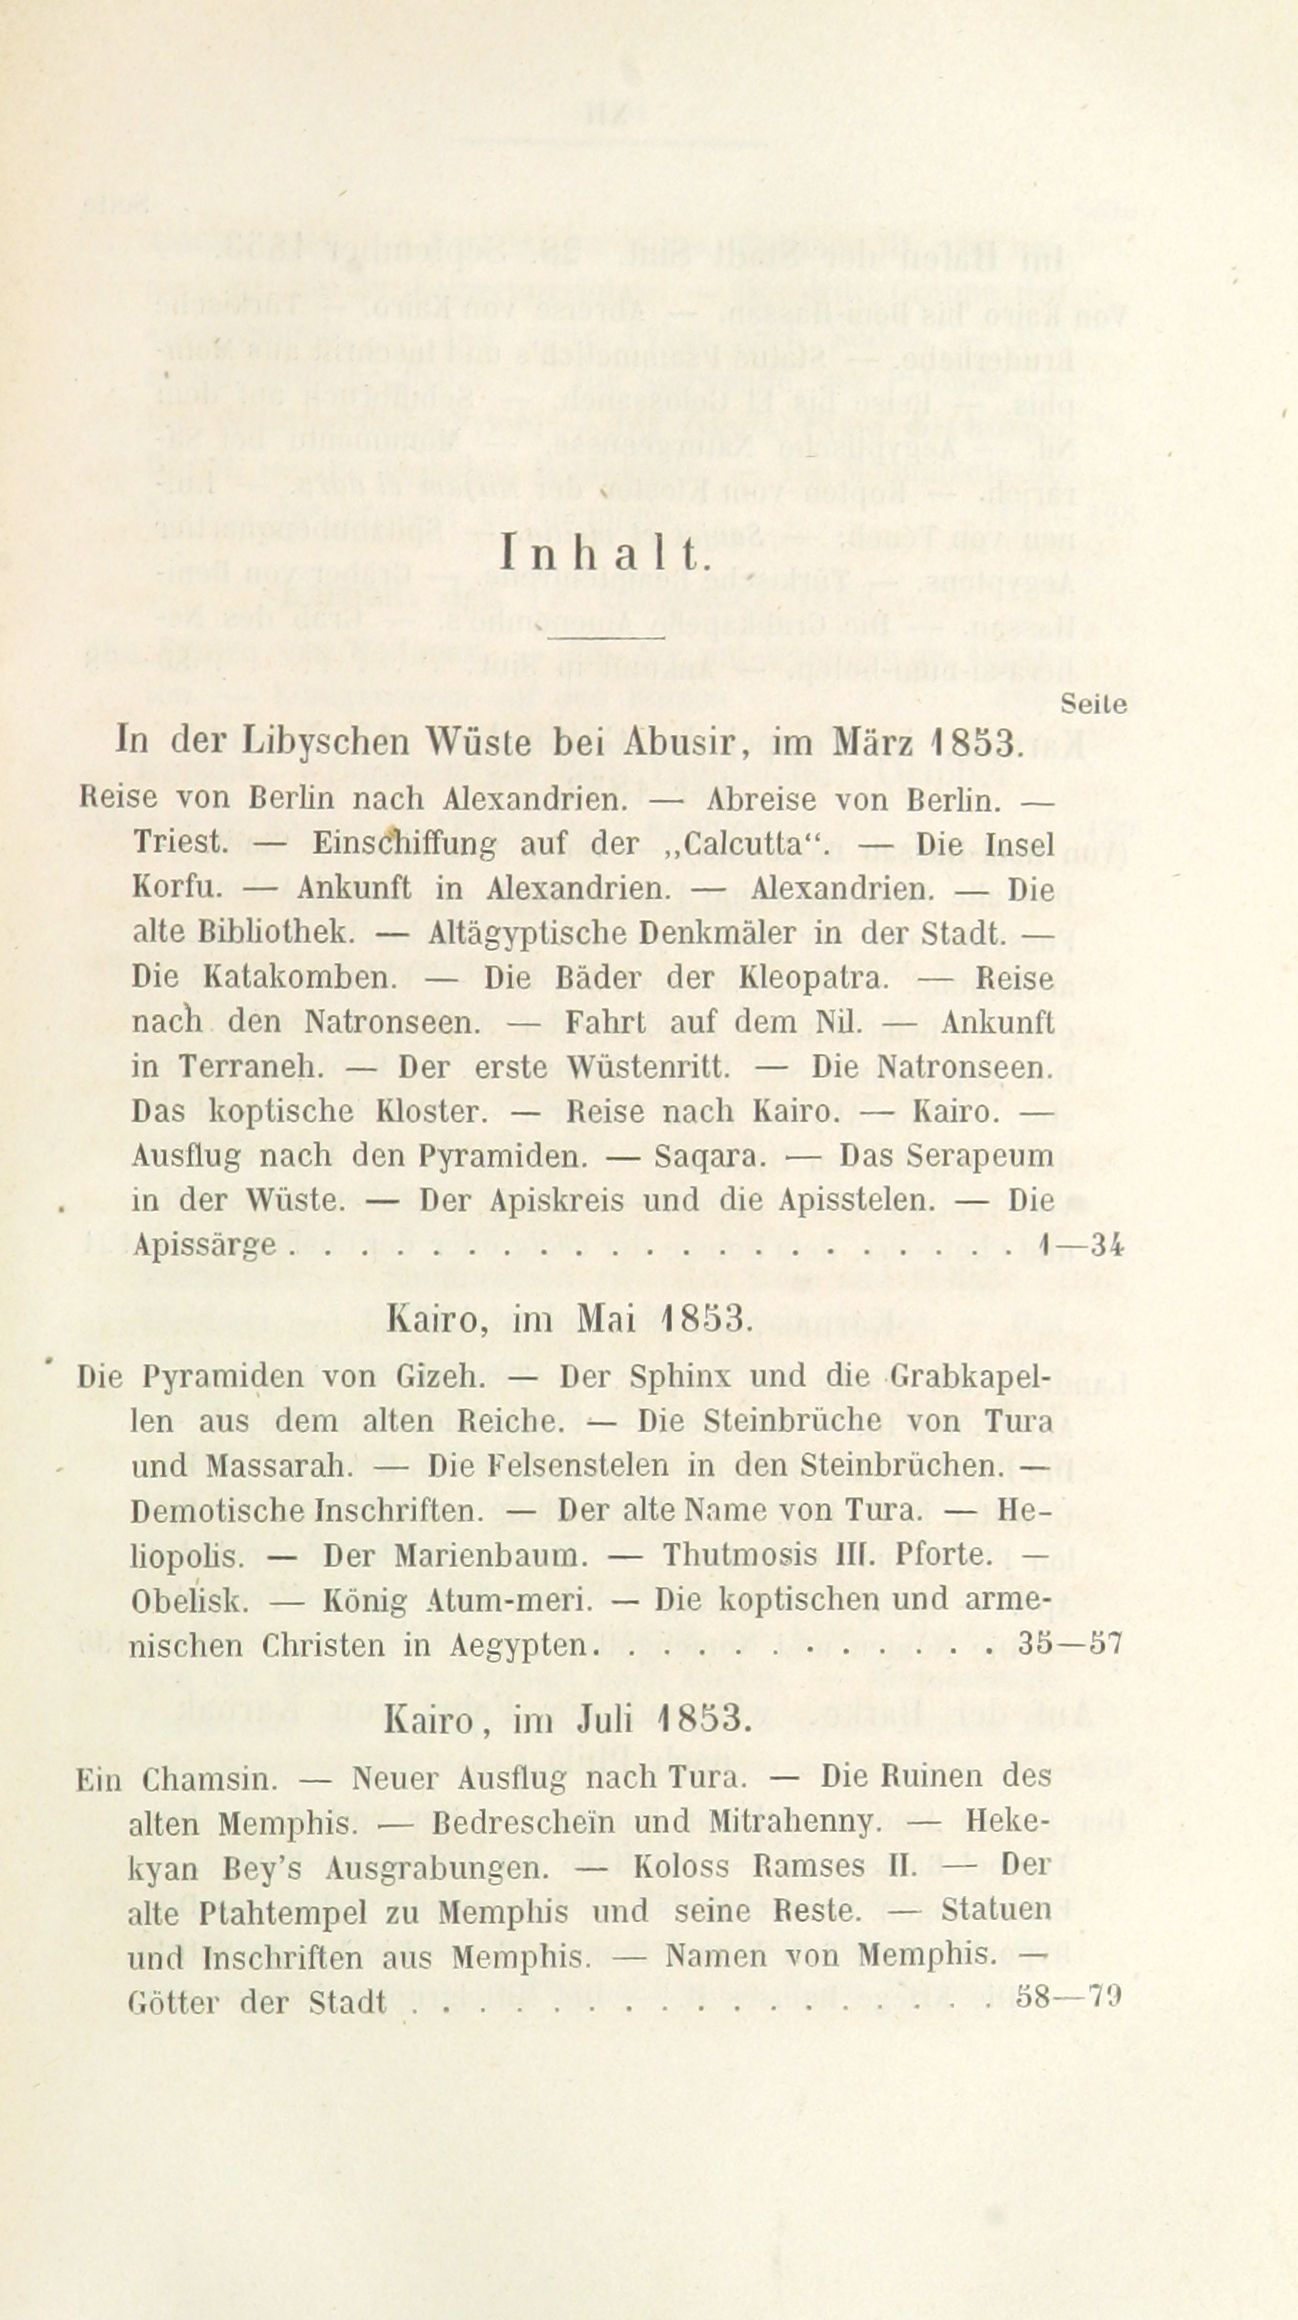 Inhalt.
Seite
In der Libyschen Wüste bei Abusir, im März 1853.
Reise von Berlin nach Alexandrien. — Abreise von Berlin. —
Triest. — Einschiffung auf der „Calcutta“. — Die Insel
Korfu. — Ankunft in Alexandrien. — Alexandrien. — Die
alte Bibliothek. — Altägyptische Denkmäler in der Stadt. —
Die Katakomben. — Die Bäder der Kleopatra. — Reise
nach den Natronseen. — Fahrt auf dem Nil. — Ankunft
in Terraneh. — Der erste Wüstenritt. — Die Natronseen.
Das koptische Kloster. — Reise nach Kairo. — Kairo. —
Ausflug nach den Pyramiden. — Saqara. — Das Serapeum
in der Wüste. — Der Apiskreis und die Apisstelen. — Die
Apissärge . . . . . . . . . . . . . . . . . . . . . 1—34
Kairo, im Mai 1853.
Die Pyramiden von Gizeh. — Der Sphinx und die Grabkapel-
len aus dem alten Reiche. — Die Steinbrüche von Tura
und Massarah. — Die Felsenstelen in den Steinbrüchen. —
Demotische Inschriften. — Der alte Name von Tura. — He-
liopolis. — Der Marienbaum. — Thutmosis III. Pforte. —
Obelisk. — König Atum-meri. — Die koptischen und arme-
nischen Christen in Aegypten. . . . . . . . . . . . 35—57
Kairo, im Juli 1853.
Ein Chamsin. — Neuer Ausflug nach Tura. — Die Ruinen des
alten Memphis. — Bedrescheïn und Mitrahenny. — Heke-
kyan Bey's Ausgrabungen. — Koloss Ramses II. — Der
alte Ptahtempel zu Memphis und seine Reste. — Statuen
und Inschriften aus Memphis. — Namen von Memphis. —
Götter der Stadt . . . . . . . . . . . . . . . . . 58—79